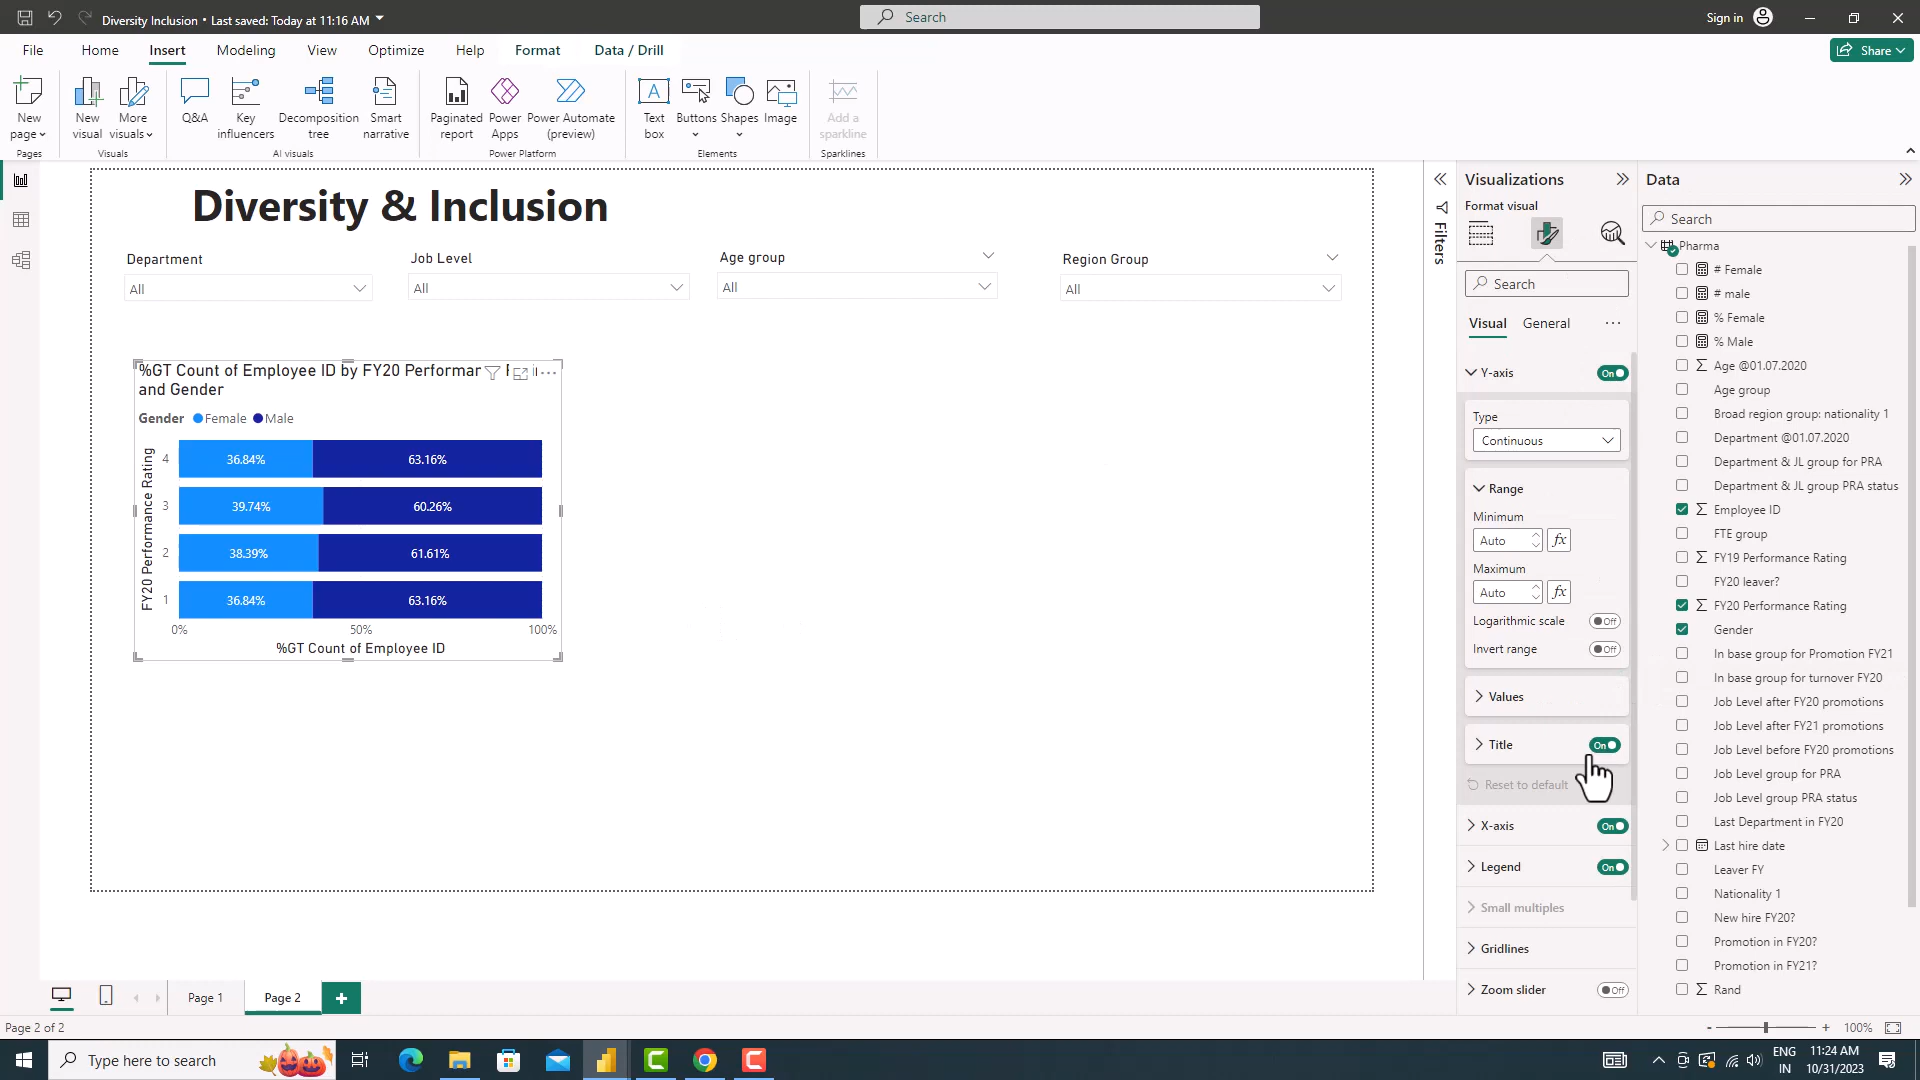 Diversity Inclusion • Last saved: Today at 11:16 AM
Search
Sign in
File
Home
Insert
Modeling
View
Optimize
Help
Format
Data / Drill
Share
New page
New visual
More visuals
Q&A
Key influencers
Decomposition tree
Smart narrative
Paginated report
Power Apps
Power Automate (preview)
Text box
Buttons
Shapes
Image
Add a sparkline
Pages
Visuals
AI visuals
Power Platform
Elements
Sparklines
Diversity & Inclusion
Department
All
Job Level
All
Age group
All
Region Group
All
%GT Count of Employee ID by FY20 Performar
and Gender
Gender Female Male
FY20 Performance Rating
4 36.84% 63.16%
3 39.74% 60.26%
2 38.39% 61.61%
1 36.84% 63.16%
0% 50% 100%
%GT Count of Employee ID
Filters
Visualizations
Format visual
Search
Visual
General
Y-axis On
Type
Continuous
Range
Minimum
Auto fx
Maximum
Auto fx
Logarithmic scale Off
Invert range Off
Values
Title On
Reset to default
X-axis On
Legend On
Small multiples
Gridlines
Zoom slider Off
Data
Search
Pharma
# Female
# male
% Female
% Male
Age @01.07.2020
Age group
Broad region group: nationality 1
Department @01.07.2020
Department & JL group for PRA
Department & JL group PRA status
Employee ID
FTE group
FY19 Performance Rating
FY20 leaver?
FY20 Performance Rating
Gender
In base group for Promotion FY21
In base group for turnover FY20
Job Level after FY20 promotions
Job Level after FY21 promotions
Job Level before FY20 promotions
Job Level group for PRA
Job Level group PRA status
Last Department in FY20
Last hire date
Leaver FY
Nationality 1
New hire FY20?
Promotion in FY20?
Promotion in FY21?
Rand
Page 1
Page 2
Page 2 of 2
- + 100%
Type here to search
ENG
IN
11:24 AM
10/31/2023